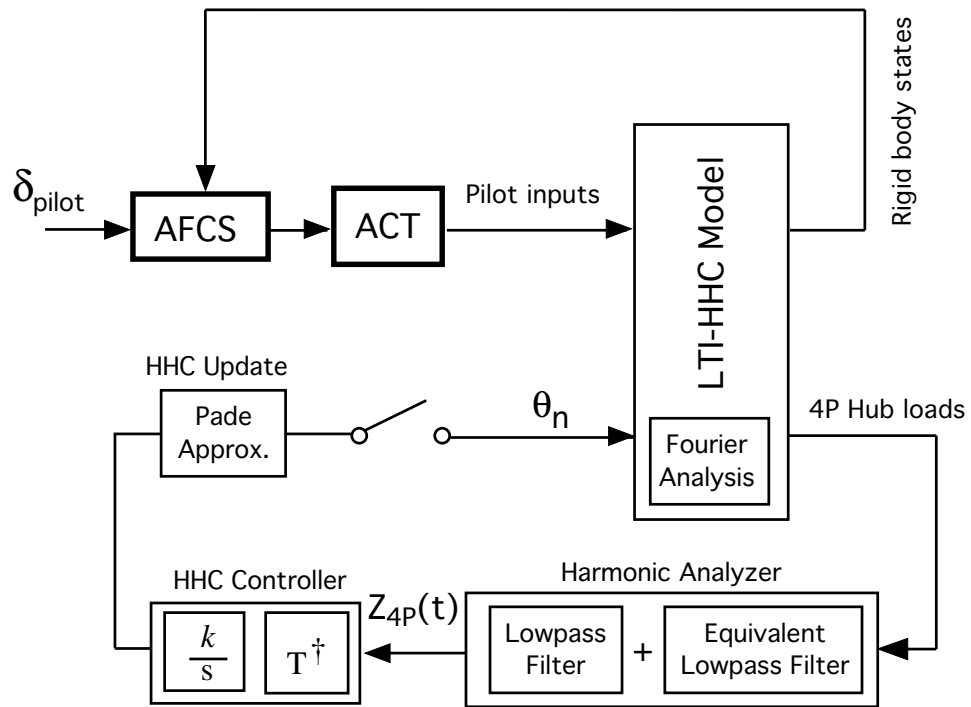 Rigid body states
δpilot
AFCS
ACT
Pilot inputs
LTI-HHC Model
HHC Update
Pade
Approx.
θn
4P Hub loads
Fourier
Analysis
HHC Controller
k
s
T†
Z4P(t)
Harmonic Analyzer
Lowpass
Filter
+
Equivalent
Lowpass Filter